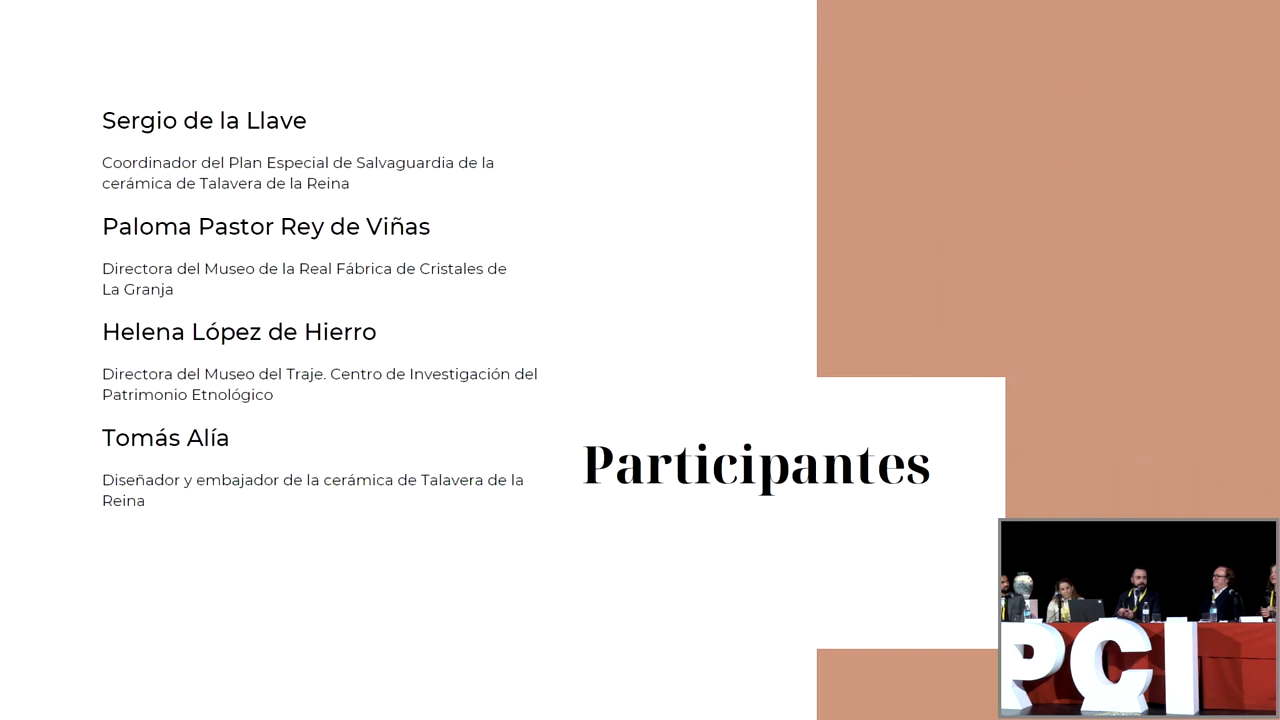 Sergio de la Llave
Coordinador del Plan Especial de Salvaguardia de la
cerámica de Talavera de la Reina
Paloma Pastor Rey de Viñas
Directora del Museo de la Real Fábrica de Cristales de
La Granja
Helena López de Hierro
Directora del Museo del Traje. Centro de Investigación del
Patrimonio Etnológico
Tomás Alía
Diseñador y embajador de la cerámica de Talavera de la
Reina
Participantes
PCI